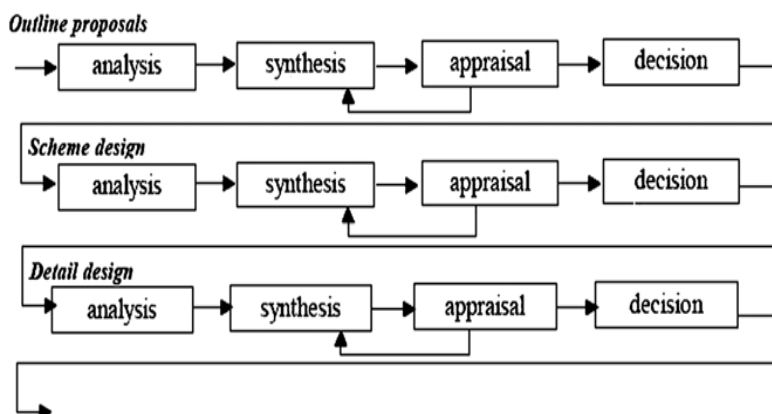 Outline proposals
analysis synthesis appraisal decision
Scheme design
analysis synthesis appraisal decision
Detail design
analysis synthesis appraisal decision